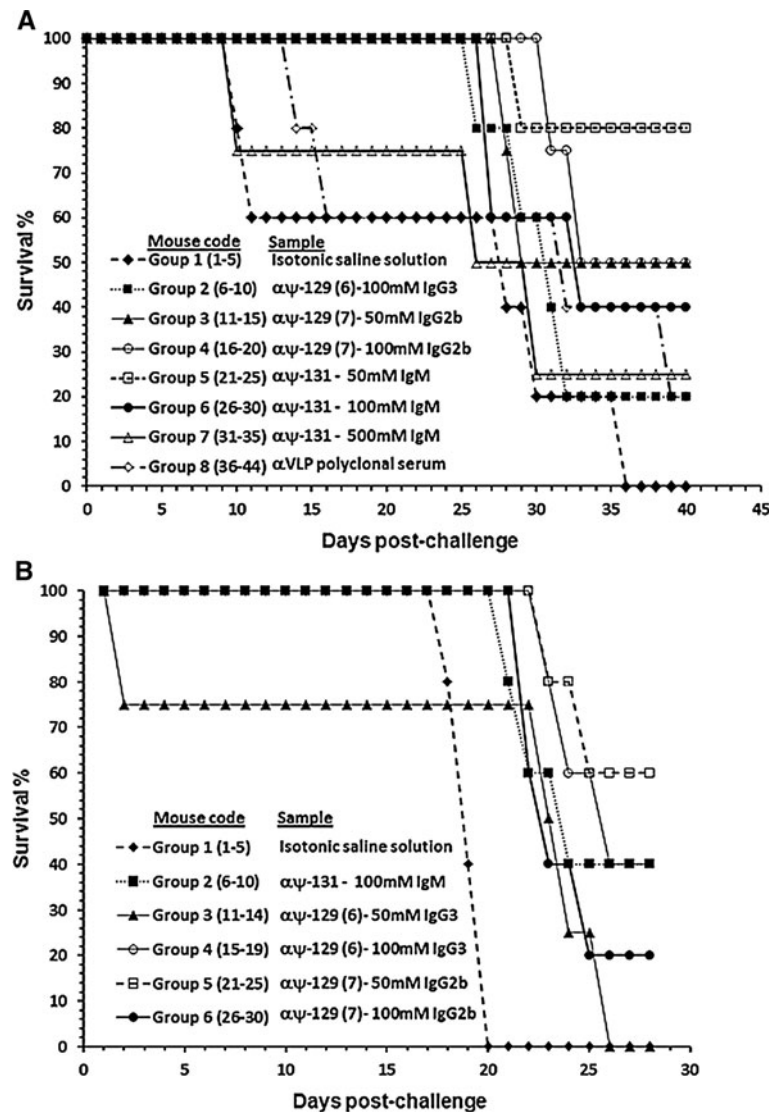 A
Survival %
100
90
80
70
60
50
40
30
20
10
0
Mouse code Sample
Goup 1 (1-5) Isotonic saline solution
Group 2 (6-10) αψ-129 (6)-100mM IgG3
Group 3 (11-15) αψ-129 (7)- 50mM IgG2b
Group 4 (16-20) αψ-129 (7)- 100mM IgG2b
Group 5 (21-25) αψ-131 - 50mM IgM
Group 6 (26-30) αψ-131 - 100mM IgM
Group 7 (31-35) αψ-131 - 500mM IgM
Group 8 (36-44) αVLP polyclonal serum
0 5 10 15 20 25 30 35 40 45
Days post-challenge
B
Survival %
100
90
80
70
60
50
40
30
20
10
0
Mouse code Sample
Group 1 (1-5) Isotonic saline solution
Group 2 (6-10) αψ-131 - 100mM IgM
Group 3 (11-14) αψ-129 (6)- 50mM IgG3
Group 4 (15-19) αψ-129 (6)- 100mM IgG3
Group 5 (21-25) αψ-129 (7)- 50mM IgG2b
Group 6 (26-30) αψ-129 (7)- 100mM IgG2b
0 5 10 15 20 25 30
Days post-challenge